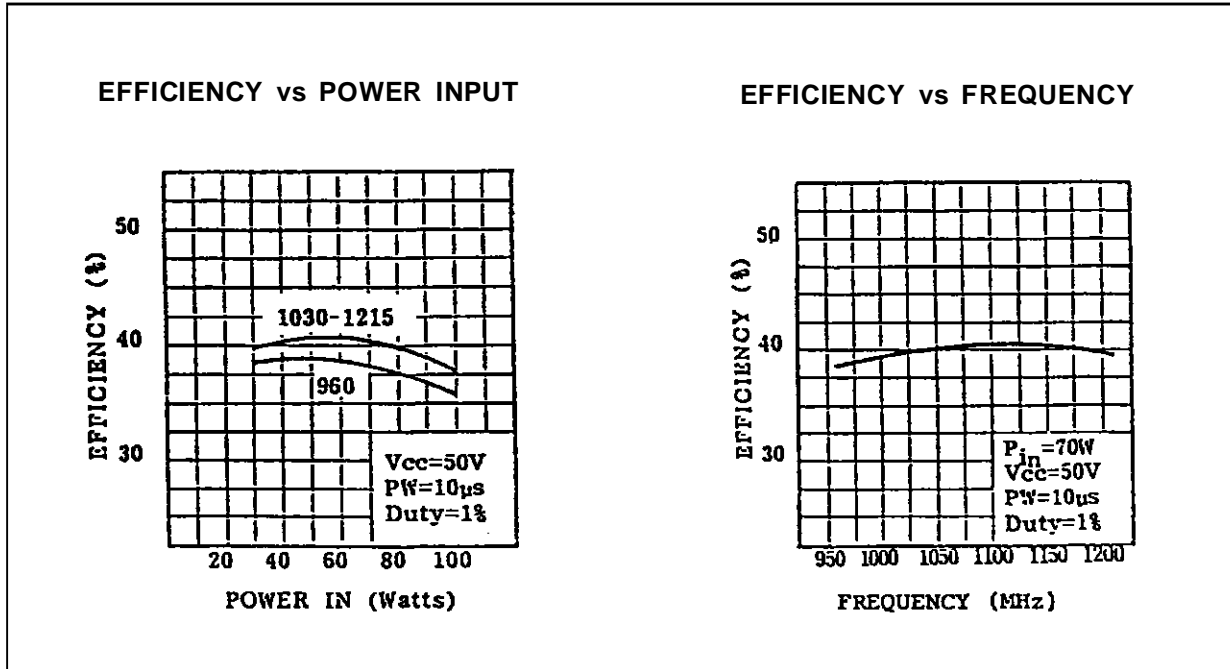 EFFICIENCY vs POWER INPUT
50
40
30
EFFICIENCY (%)
1030-1215
960
Vcc=50V
PW=10µs
Duty=1%
20 40 60 80 100
POWER IN (Watts)
EFFICIENCY vs FREQUENCY
50
40
30
EFFICIENCY (%)
Pin=70W
Vcc=50V
PW=10µs
Duty=1%
950 1000 1050 1100 1150 1200
FREQUENCY (MHz)